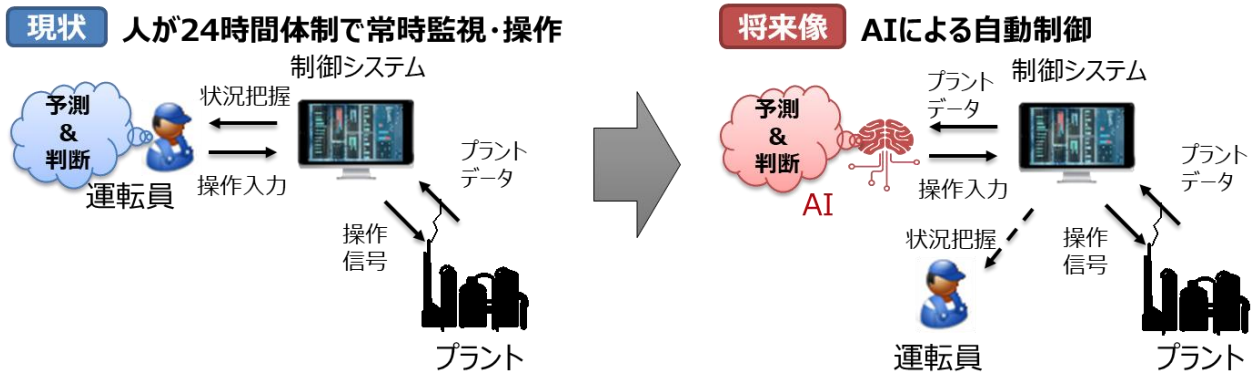 現状 人が24時間体制で常時監視・操作
制御システム
予測
&
判断
状況把握
操作入力
運転員
プラント
データ
操作
信号
プラント
将来像 AIによる自動制御
制御システム
プラント
データ
予測
&
判断
操作入力
AI
プラント
データ
状況把握
操作
信号
運転員
プラント